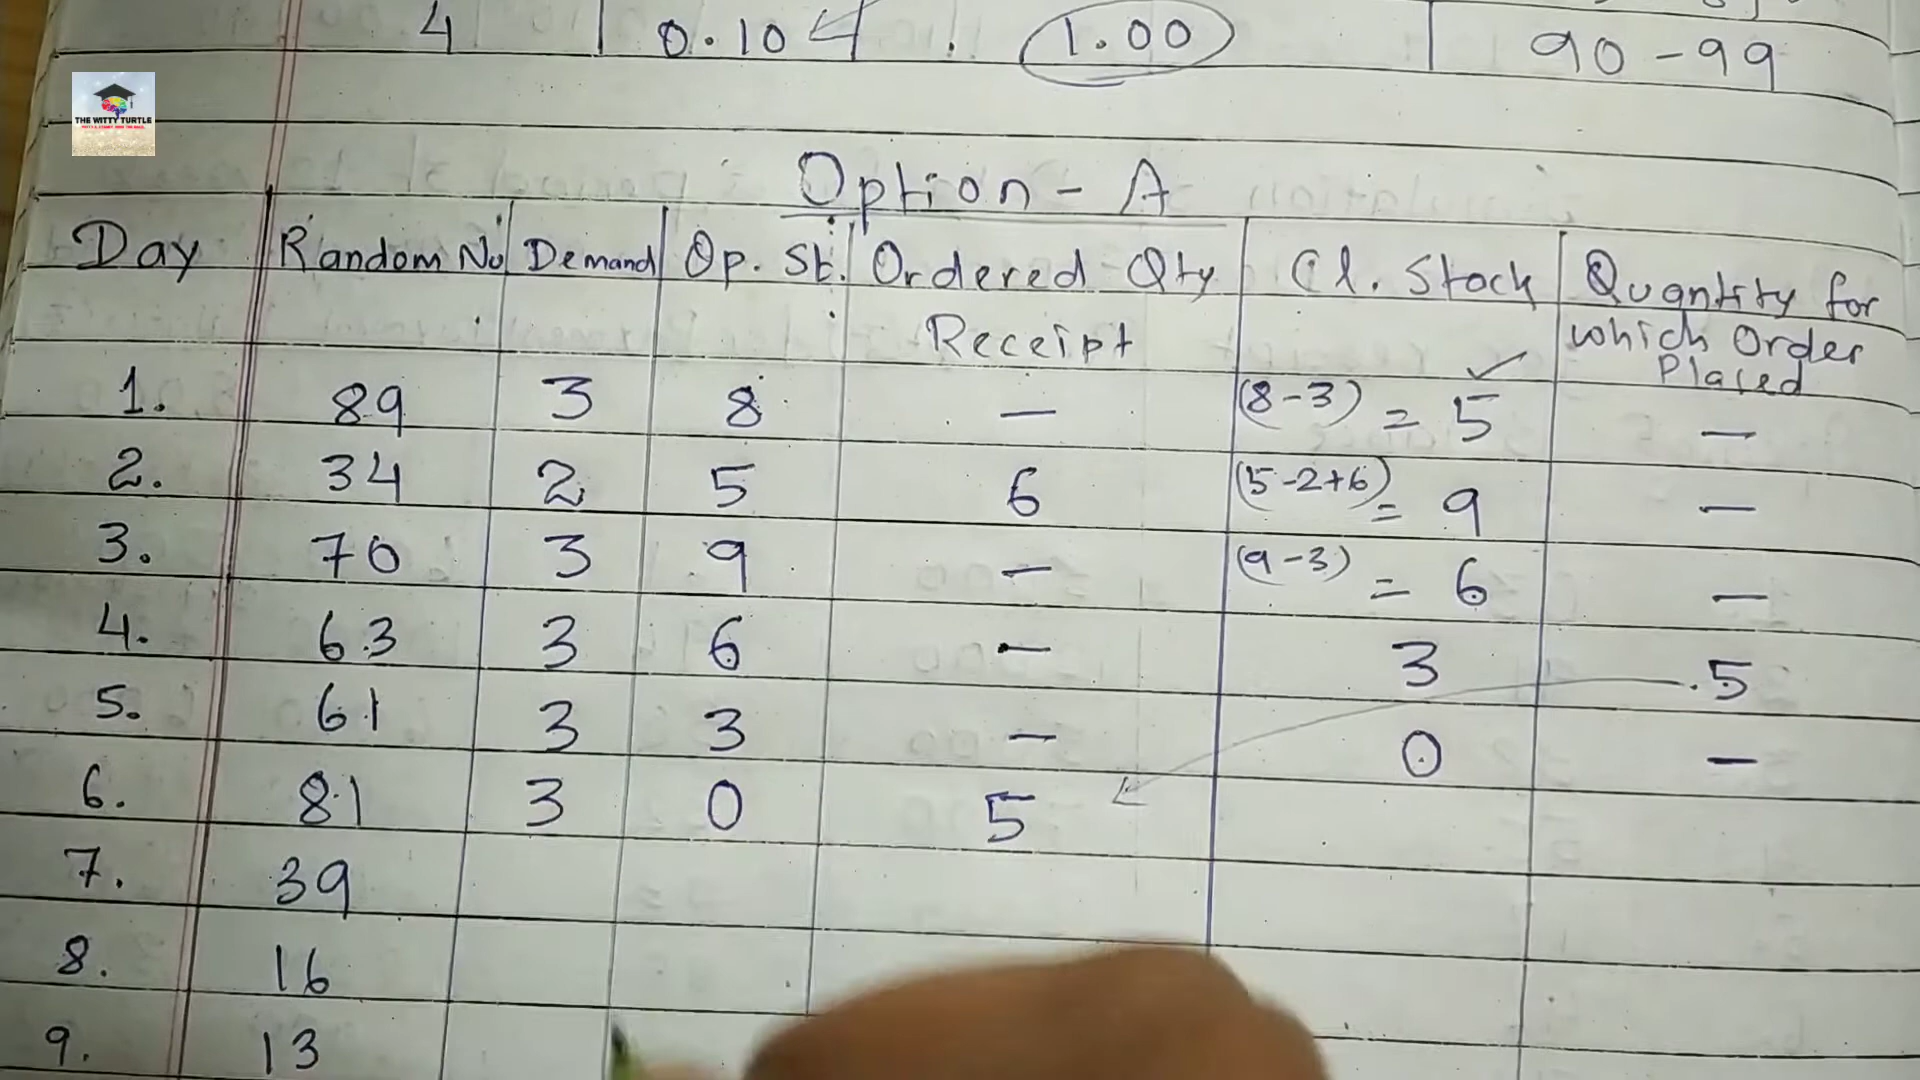 4 0.10 1.00 90-99
THE WITTY TURTLE
Option - A
Day Random No Demand Op. St. Ordered Qty Cl. Stock Quantity for
Receipt which Order
Placed
1. 89 3 8 — (8-3) = 5 —
2. 34 2 5 6 (5-2+6) = 9 —
3. 70 3 9 — (9-3) = 6 —
4. 63 3 6 — 3 5
5. 61 3 3 — 0 —
6. 81 3 0 5
7. 39
8. 16
9. 13